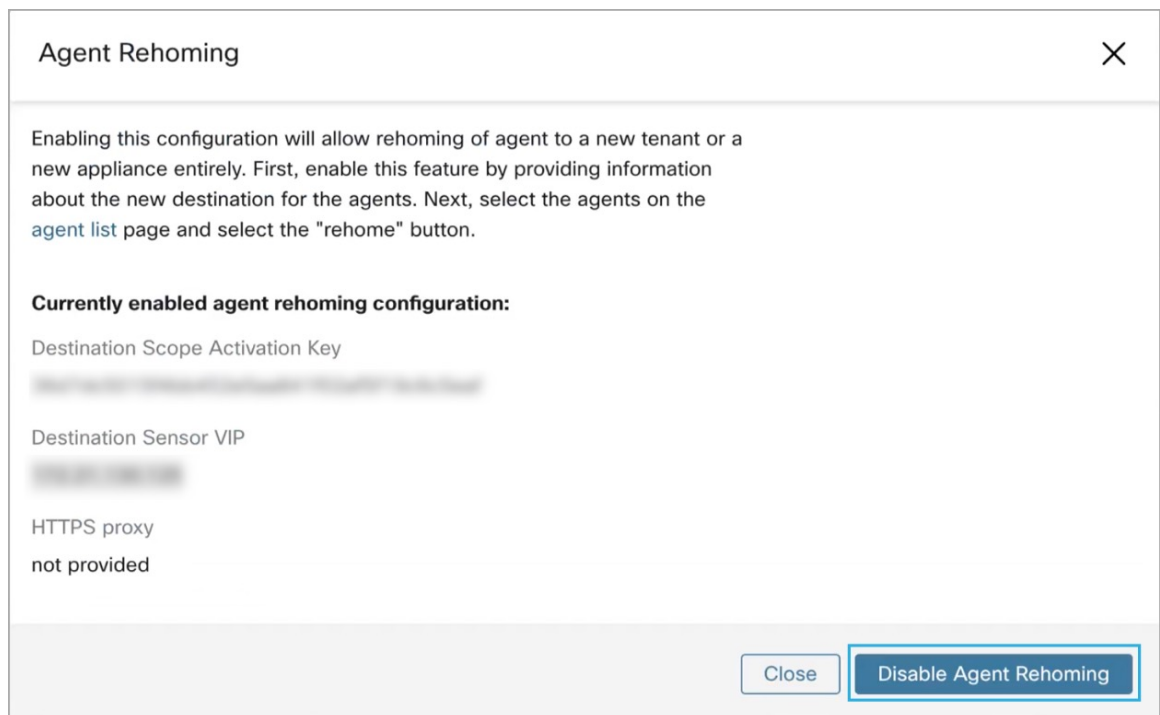 Agent Rehoming
Enabling this configuration will allow rehoming of agent to a new tenant or a
new appliance entirely. First, enable this feature by providing information
about the new destination for the agents. Next, select the agents on the
agent list page and select the "rehome" button.
Currently enabled agent rehoming configuration:
Destination Scope Activation Key
Destination Sensor VIP
HTTPS proxy
not provided
Close
Disable Agent Rehoming